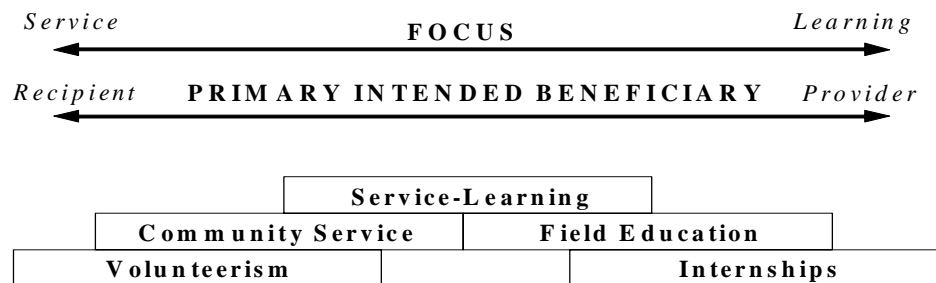 Service FOCUS Learning
Recipient PRIMARY INTENDED BENEFICIARY Provider
Service-Learning
Community Service Field Education
Volunteerism Internships